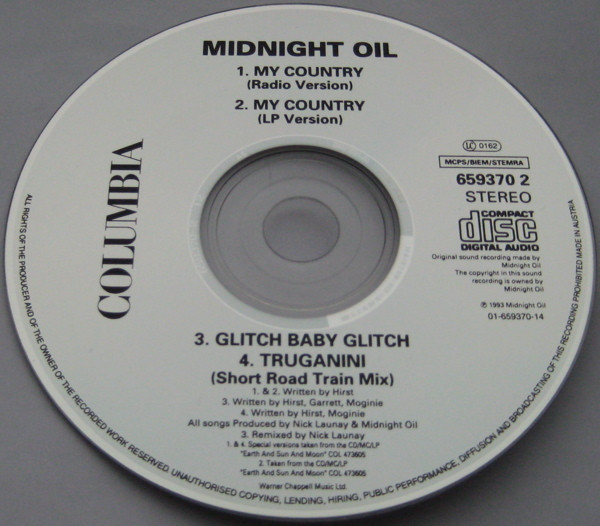 MIDNIGHT OIL
1. MY COUNTRY
(Radio Version)
2. MY COUNTRY
(LP Version)
COLUMBIA
LC 0162
MCPS/BIEM/STEMRA
659370 2
STEREO
COMPACT
disc
DIGITAL AUDIO
Original sound recording made by
Midnight Oil
The copyright in this sound
recording is owned by
Midnight Oil
℗ 1993 Midnight Oil
01-659370-14
3. GLITCH BABY GLITCH
4. TRUGANINI
(Short Road Train Mix)
1. & 2. Written by Hirst
3. Written by Hirst, Garrett, Moginie
4. Written by Hirst, Moginie
All songs Produced by Nick Launay & Midnight Oil
3. Remixed by Nick Launay
1. & 4. Special versions taken from the CD/MC/LP
"Earth And Sun And Moon" COL 473605
2. Taken from the CD/MC/LP
"Earth And Sun And Moon" COL 473605
Warner Chappell Music Ltd.
ALL RIGHTS OF THE PRODUCER AND OF THE OWNER OF THE RECORDED WORK RESERVED. UNAUTHORISED COPYING, LENDING, HIRING, PUBLIC PERFORMANCE, DIFFUSION AND BROADCASTING OF THIS RECORDING PROHIBITED MADE IN AUSTRIA